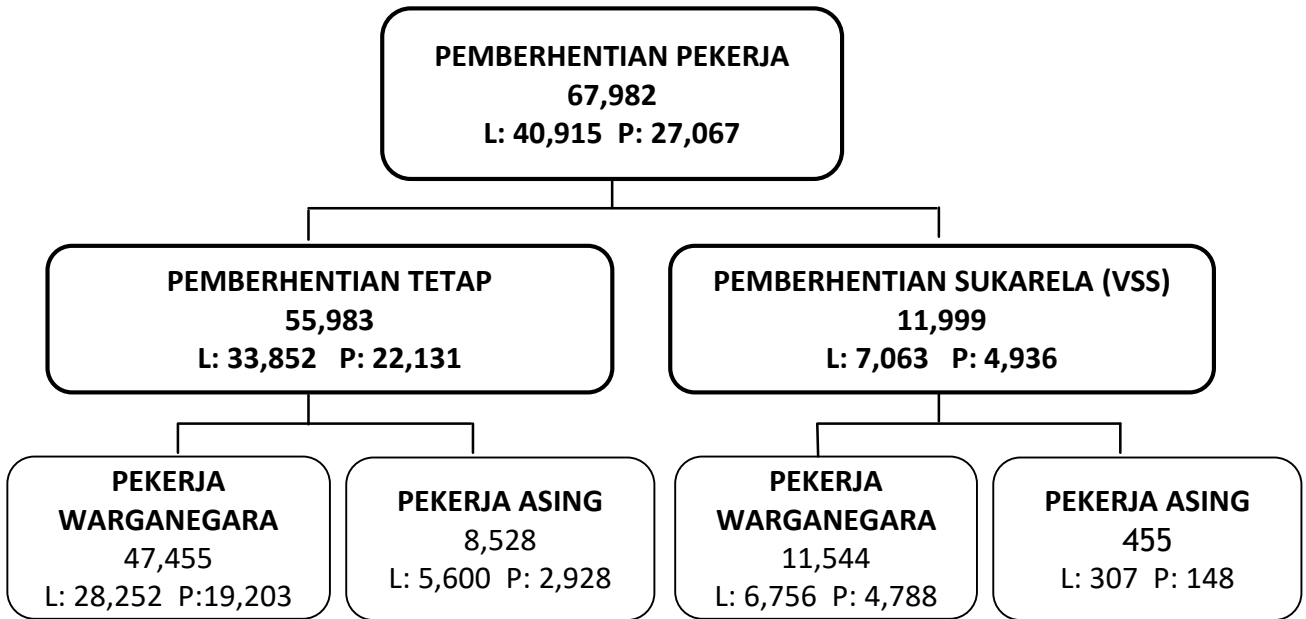 PEMBERHENTIAN PEKERJA
67,982
L: 40,915 P: 27,067
PEMBERHENTIAN TETAP
55,983
L: 33,852 P: 22,131
PEMBERHENTIAN SUKARELA (VSS)
11,999
L: 7,063 P: 4,936
PEKERJA
WARGANEGARA
47,455
L: 28,252 P:19,203
PEKERJA ASING
8,528
L: 5,600 P: 2,928
PEKERJA
WARGANEGARA
11,544
L: 6,756 P: 4,788
PEKERJA ASING
455
L: 307 P: 148